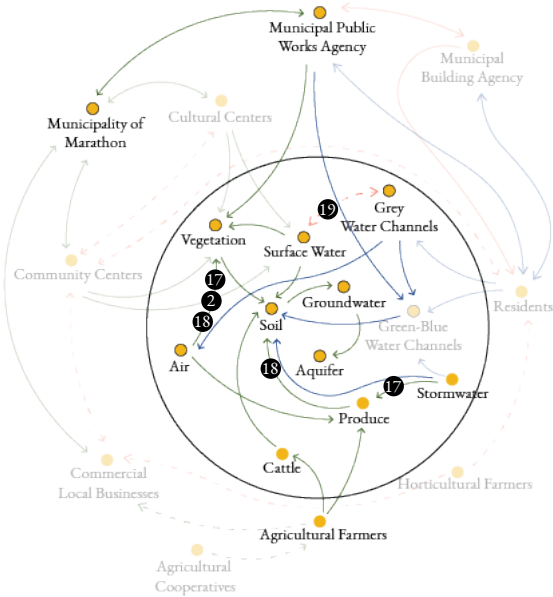 Municipal Public
Works Agency
Municipal
Building Agency
Cultural Centers
Municipality of
Marathon
19
Grey
Water Channels
Vegetation
Surface Water
Community Centers
17
2
18
Groundwater
Soil
Green-Blue
Water Channels
Residents
Air
18
Aquifer
17
Stormwater
Produce
Cattle
Commercial
Local Businesses
Horticultural Farmers
Agricultural Farmers
Agricultural
Cooperatives